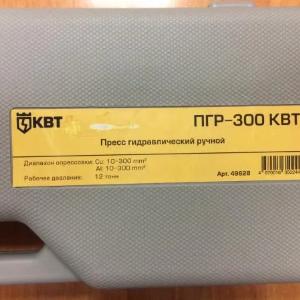 КВТ
ПГР-300 КВТ
Пресс гидравлический ручной
Диапазон опрессовки: Cu: 10-300 mm²
Al: 10-300 mm²
Рабочее давление: 12 тонн
Арт. 49828